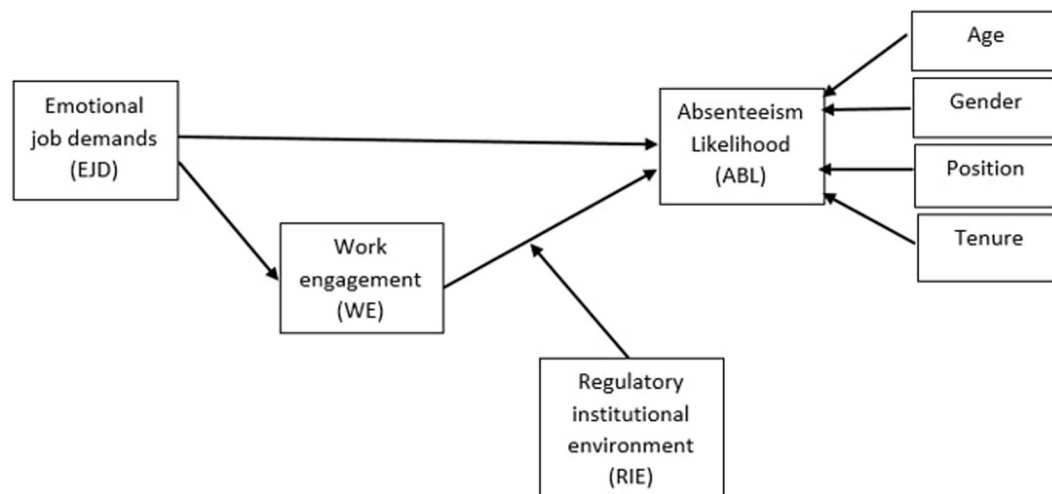 Emotional
job demands
(EJD)
Work
engagement
(WE)
Regulatory
institutional
environment
(RIE)
Absenteeism
Likelihood
(ABL)
Age
Gender
Position
Tenure